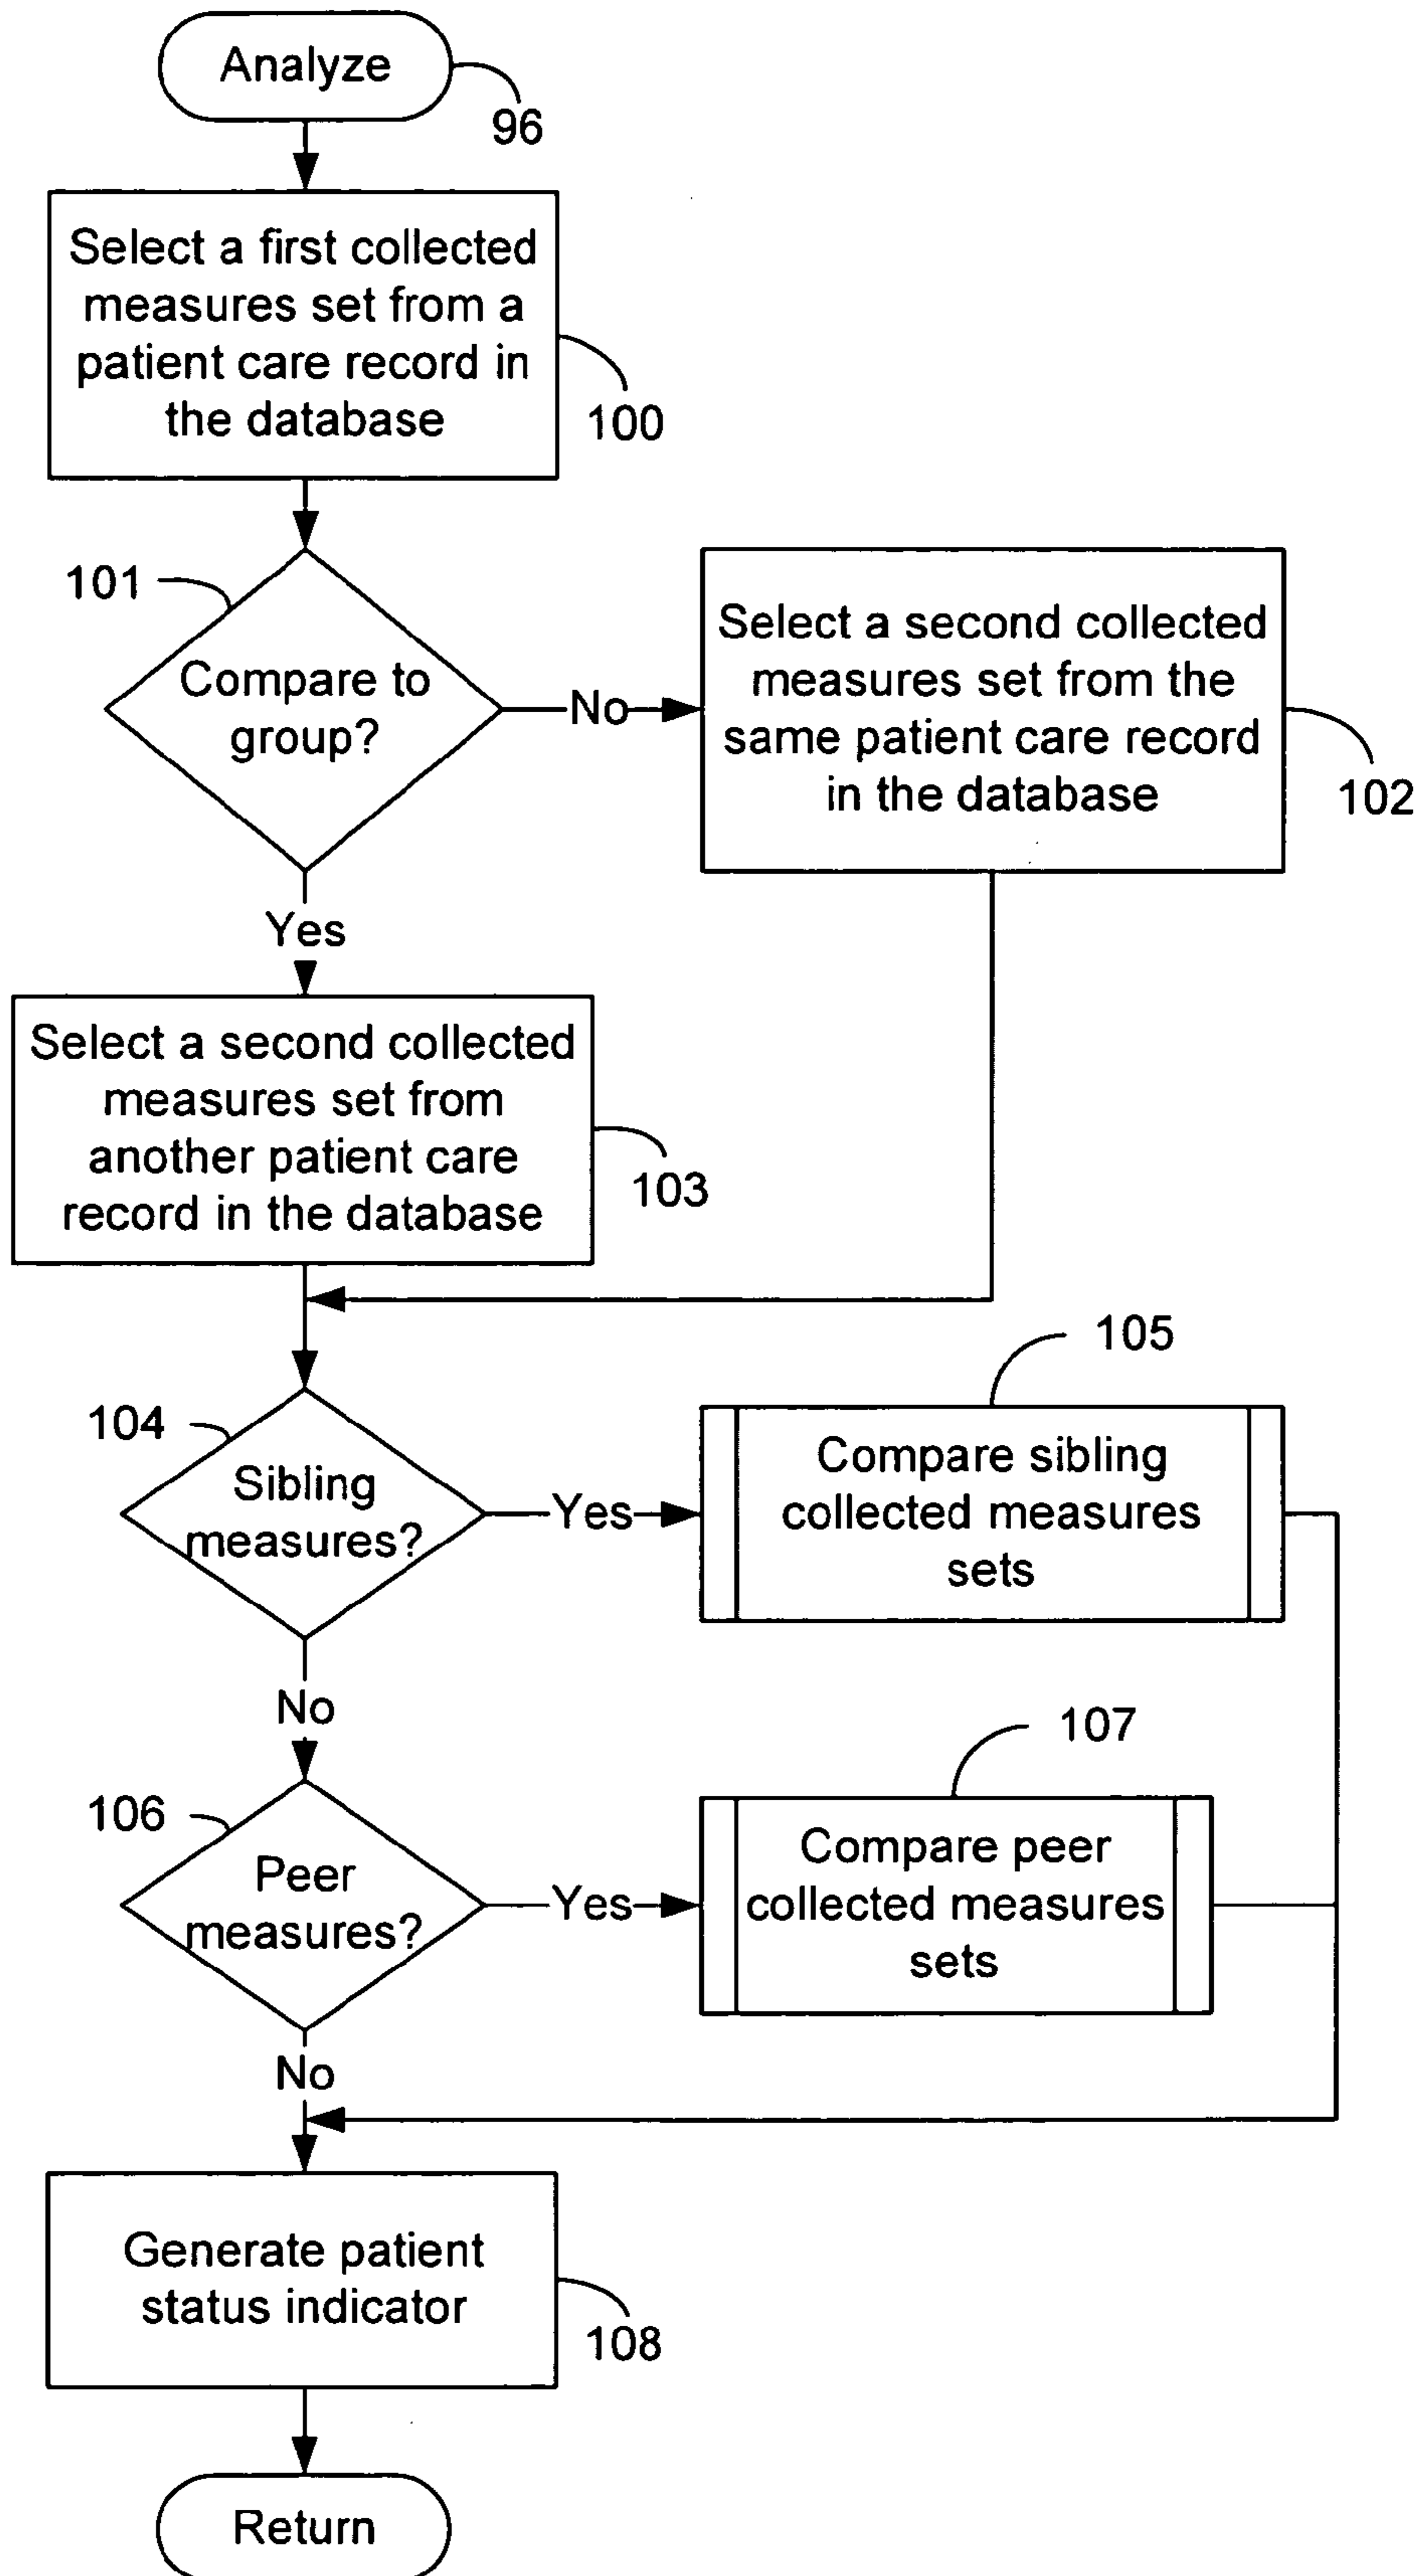 Analyze
96
Select a first collected
measures set from a
patient care record in
the database
100
101
Compare to
group?
No
Select a second collected
measures set from the
same patient care record
in the database
102
Yes
Select a second collected
measures set from
another patient care
record in the database
103
104
Sibling
measures?
Yes
105
Compare sibling
collected measures
sets
No
106
Peer
measures?
Yes
107
Compare peer
collected measures
sets
No
Generate patient
status indicator
108
Return